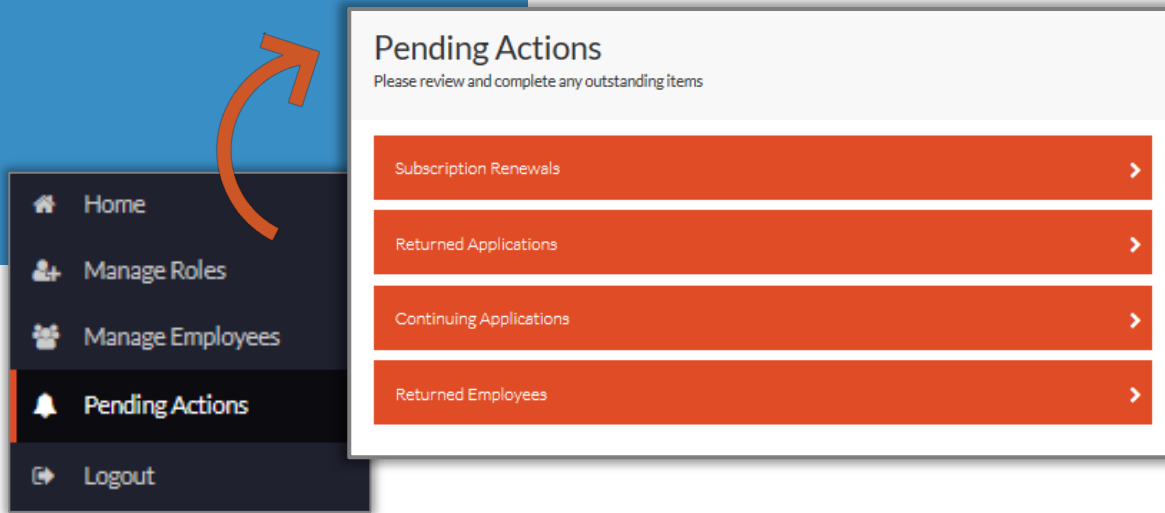 Pending Actions
Please review and complete any outstanding items
Subscription Renewals
Returned Applications
Continuing Applications
Returned Employees
Home
Manage Roles
Manage Employees
Pending Actions
Logout